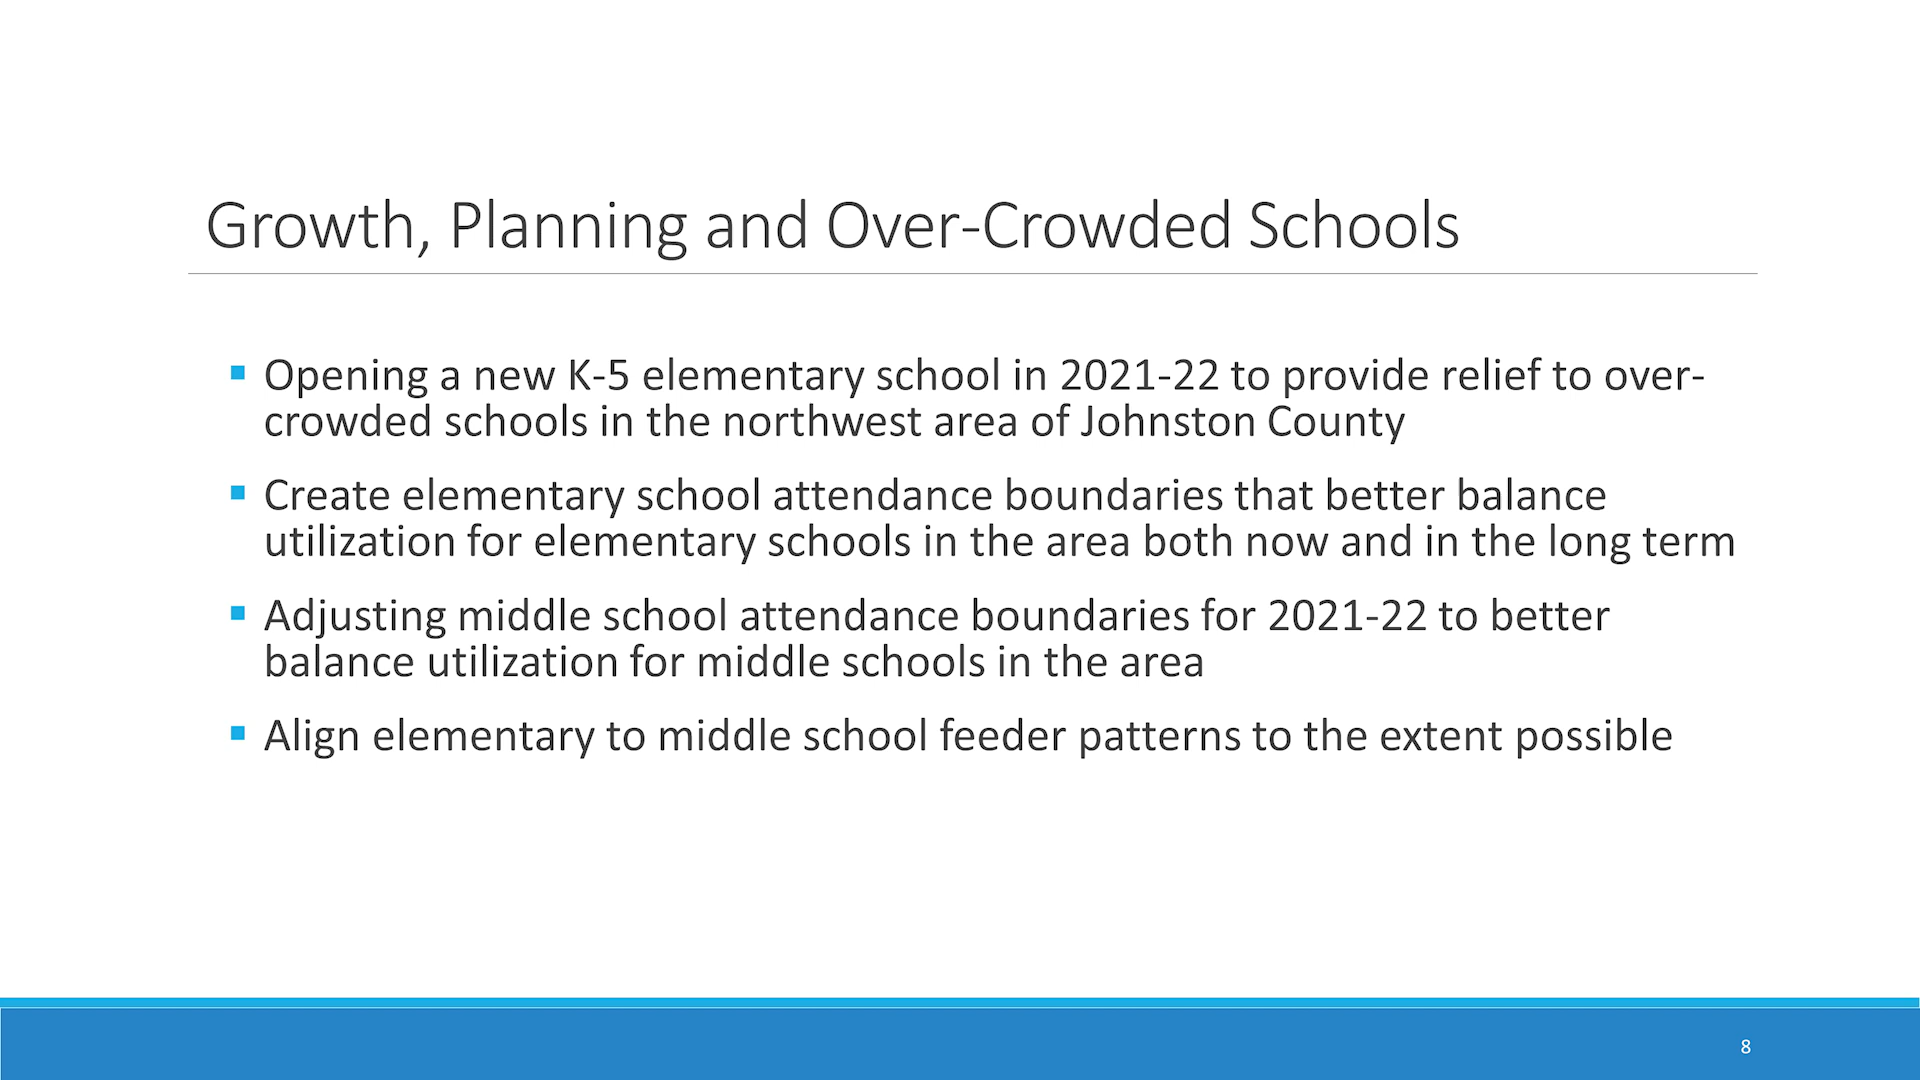 Growth, Planning and Over-Crowded Schools
Opening a new K-5 elementary school in 2021-22 to provide relief to over-
crowded schools in the northwest area of Johnston County
Create elementary school attendance boundaries that better balance
utilization for elementary schools in the area both now and in the long term
Adjusting middle school attendance boundaries for 2021-22 to better
balance utilization for middle schools in the area
Align elementary to middle school feeder patterns to the extent possible
8